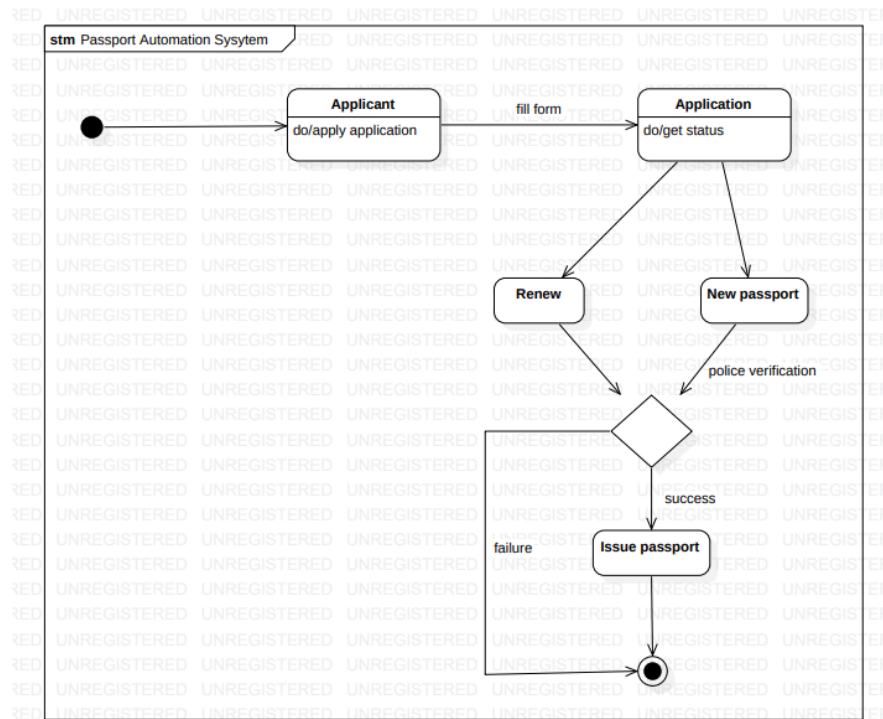 stm Passport Automation Sysytem
Applicant
do/apply application
fill form
Application
do/get status
Renew
New passport
police verification
success
failure
Issue passport
UNREGISTERED